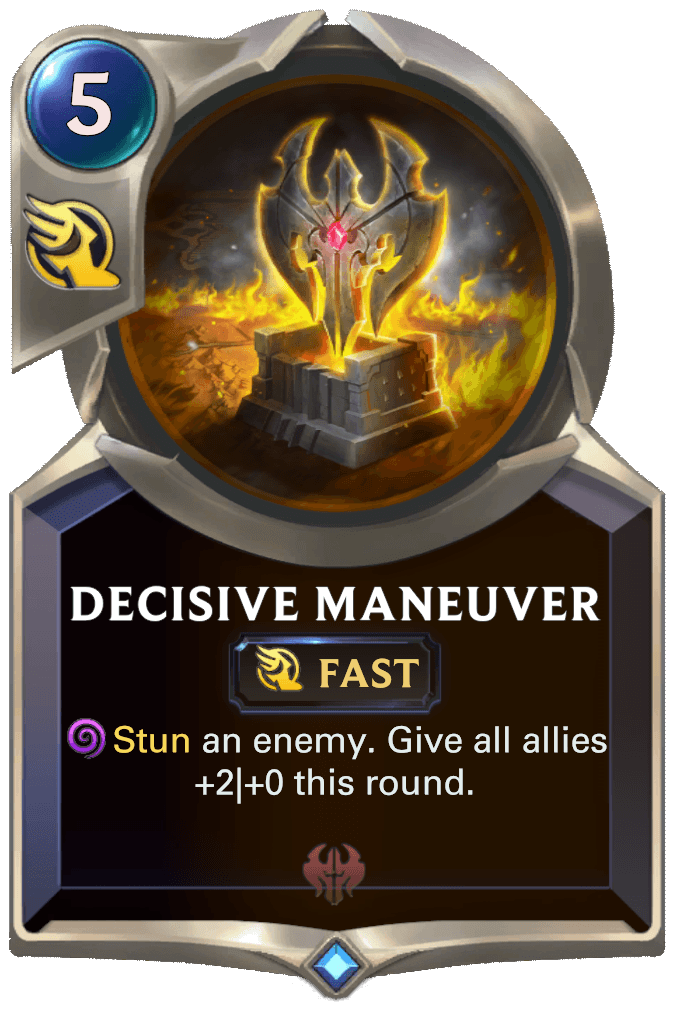 5
DECISIVE MANEUVER
FAST
Stun an enemy. Give all allies
+2|+0 this round.